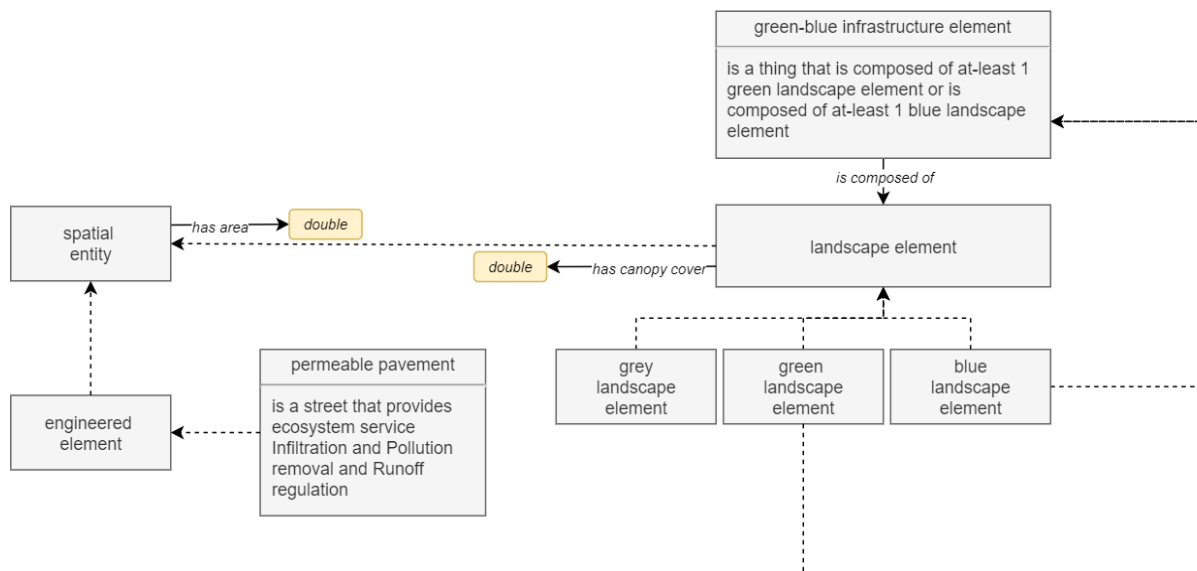 green-blue infrastructure element
is a thing that is composed of at-least 1
green landscape element or is
composed of at-least 1 blue landscape
element
is composed of
spatial
entity
has area
double
landscape element
double
has canopy cover
permeable pavement
is a street that provides
ecosystem service
Infiltration and Pollution
removal and Runoff
regulation
grey
landscape
element
green
landscape
element
blue
landscape
element
engineered
element